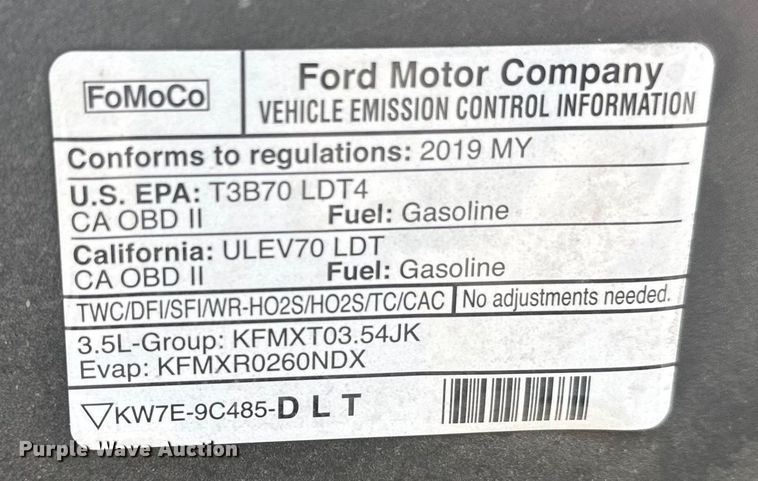 FoMoCo
Ford Motor Company
VEHICLE EMISSION CONTROL INFORMATION
Conforms to regulations: 2019 MY
U.S. EPA: T3B70 LDT4
CA OBD II Fuel: Gasoline
California: ULEV70 LDT
CA OBD II Fuel: Gasoline
TWC/DFI/SFI/WR-HO2S/HO2S/TC/CAC No adjustments needed.
3.5L-Group: KFMXT03.54JK
Evap: KFMXR0260NDX
KW7E-9C485-DLT
Purple Wave Auction